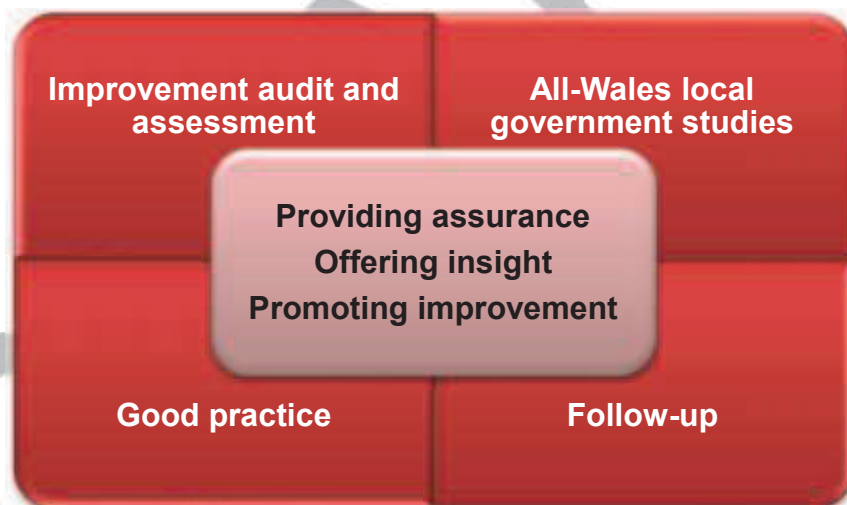 Improvement audit and
assessment
All-Wales local
government studies
Providing assurance
Offering insight
Promoting improvement
Good practice
Follow-up